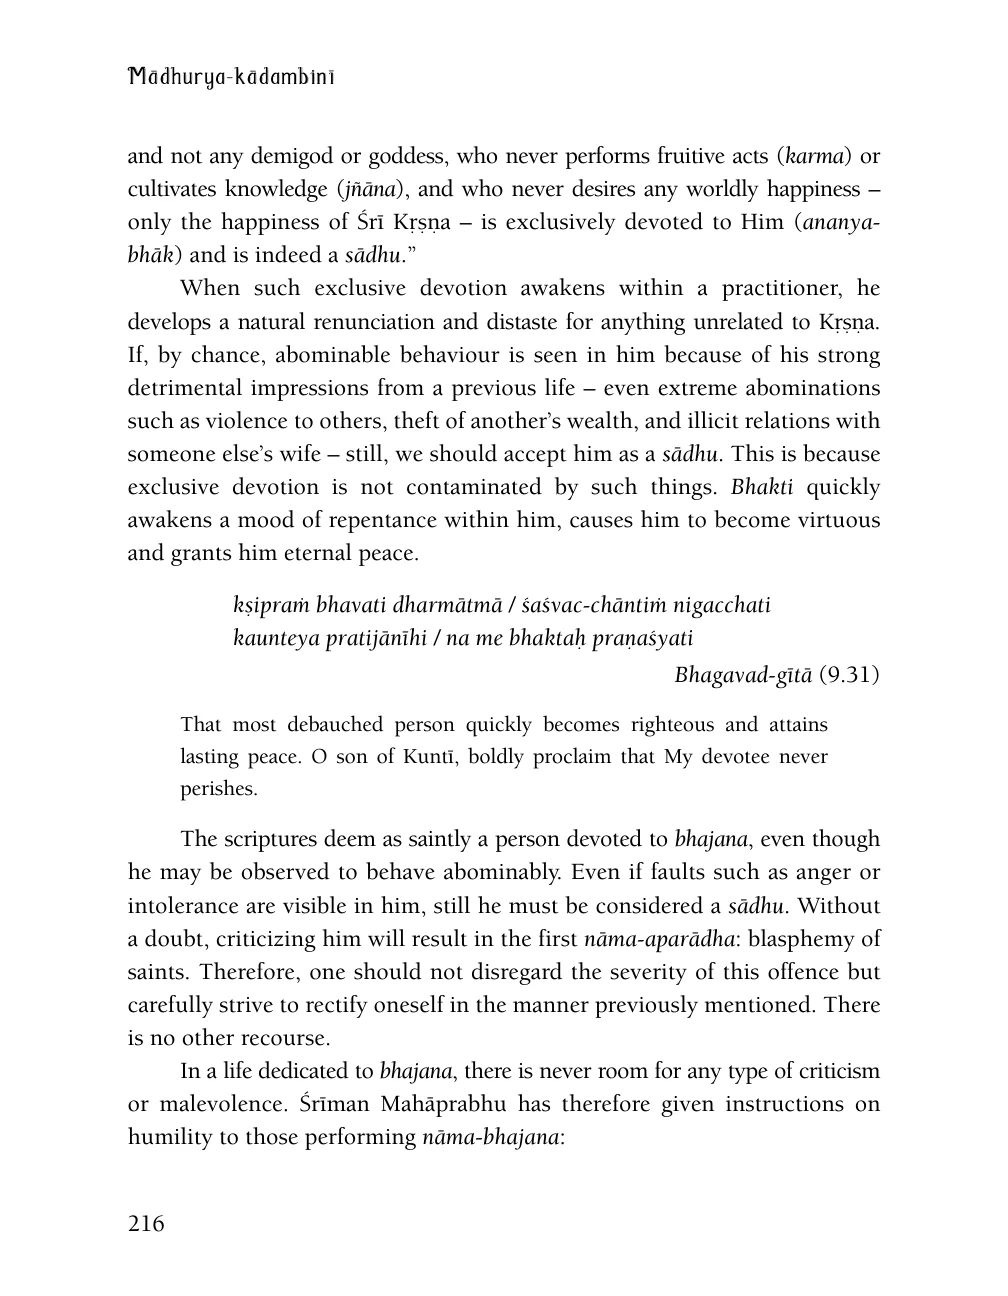 Mādhurya-kādambinī
and not any demigod or goddess, who never performs fruitive acts (karma) or
cultivates knowledge (jñāna), and who never desires any worldly happiness –
only the happiness of Śrī Kṛṣṇa – is exclusively devoted to Him (ananya-
bhāk) and is indeed a sādhu.”
When such exclusive devotion awakens within a practitioner, he
develops a natural renunciation and distaste for anything unrelated to Kṛṣṇa.
If, by chance, abominable behaviour is seen in him because of his strong
detrimental impressions from a previous life – even extreme abominations
such as violence to others, theft of another’s wealth, and illicit relations with
someone else’s wife – still, we should accept him as a sādhu. This is because
exclusive devotion is not contaminated by such things. Bhakti quickly
awakens a mood of repentance within him, causes him to become virtuous
and grants him eternal peace.
kṣipraṁ bhavati dharmātmā / śaśvac-chāntiṁ nigacchati
kaunteya pratijānīhi / na me bhaktaḥ praṇaśyati
Bhagavad-gītā (9.31)
That most debauched person quickly becomes righteous and attains
lasting peace. O son of Kuntī, boldly proclaim that My devotee never
perishes.
The scriptures deem as saintly a person devoted to bhajana, even though
he may be observed to behave abominably. Even if faults such as anger or
intolerance are visible in him, still he must be considered a sādhu. Without
a doubt, criticizing him will result in the first nāma-aparādha: blasphemy of
saints. Therefore, one should not disregard the severity of this offence but
carefully strive to rectify oneself in the manner previously mentioned. There
is no other recourse.
In a life dedicated to bhajana, there is never room for any type of criticism
or malevolence. Śrīman Mahāprabhu has therefore given instructions on
humility to those performing nāma-bhajana:
216